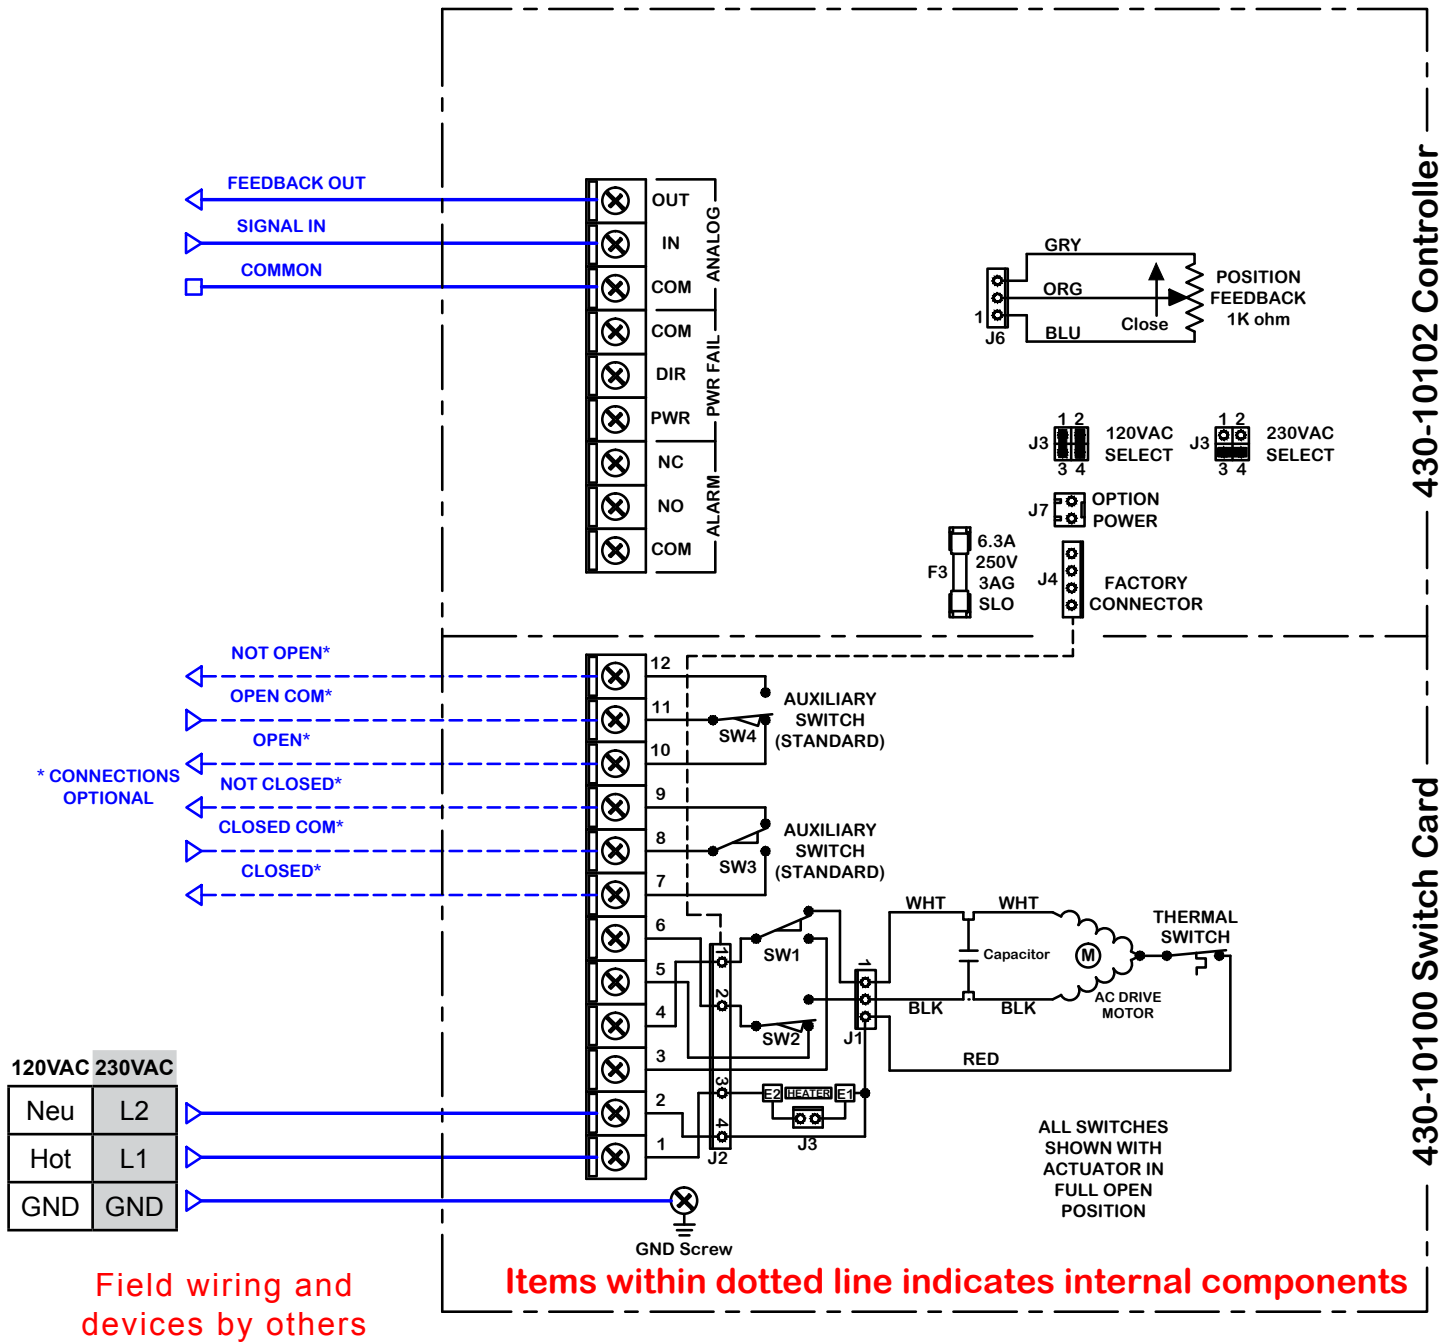 430-10102 Controller
FEEDBACK OUT
SIGNAL IN
COMMON
OUT
IN
COM
ANALOG
COM
DIR
PWR
PWR FAIL
NC
NO
COM
ALARM
GRY
ORG
BLU
1
J6
Close
POSITION
FEEDBACK
1K ohm
1 2
J3
3 4
120VAC
SELECT
1 2
J3
3 4
230VAC
SELECT
J7
OPTION
POWER
F3
6.3A
250V
3AG
SLO
J4
FACTORY
CONNECTOR
430-10100 Switch Card
NOT OPEN*
OPEN COM*
OPEN*
NOT CLOSED*
CLOSED COM*
CLOSED*
* CONNECTIONS
OPTIONAL
12
11
10
9
8
7
6
5
4
3
2
1
SW4
AUXILIARY
SWITCH
(STANDARD)
SW3
AUXILIARY
SWITCH
(STANDARD)
1
2
3
4
J2
SW1
SW2
1
J1
E2
HEATER
E1
J3
WHT
WHT
Capacitor
BLK
BLK
M
AC DRIVE
MOTOR
THERMAL
SWITCH
RED
ALL SWITCHES
SHOWN WITH
ACTUATOR IN
FULL OPEN
POSITION
120VAC 230VAC
Neu L2
Hot L1
GND GND
GND Screw
Items within dotted line indicates internal components
Field wiring and
devices by others